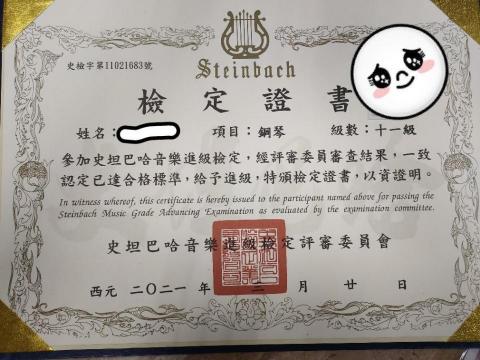 史檢字第11021683號
Steinbach
檢定證書
姓名： 項目：鋼琴 級數：十一級
參加史坦巴哈音樂進級檢定，經評審委員審查結果，一致
認定已達合格標準，給予進級，特頒檢定證書，以資證明。
In witness whereof, this certificate is hereby issued to the participant named above for passing the
Steinbach Music Grade Advancing Examination as evaluated by the examination committee.
史坦巴哈音樂進級檢定評審委員會
西元 二〇二一 年 三 月 廿 日